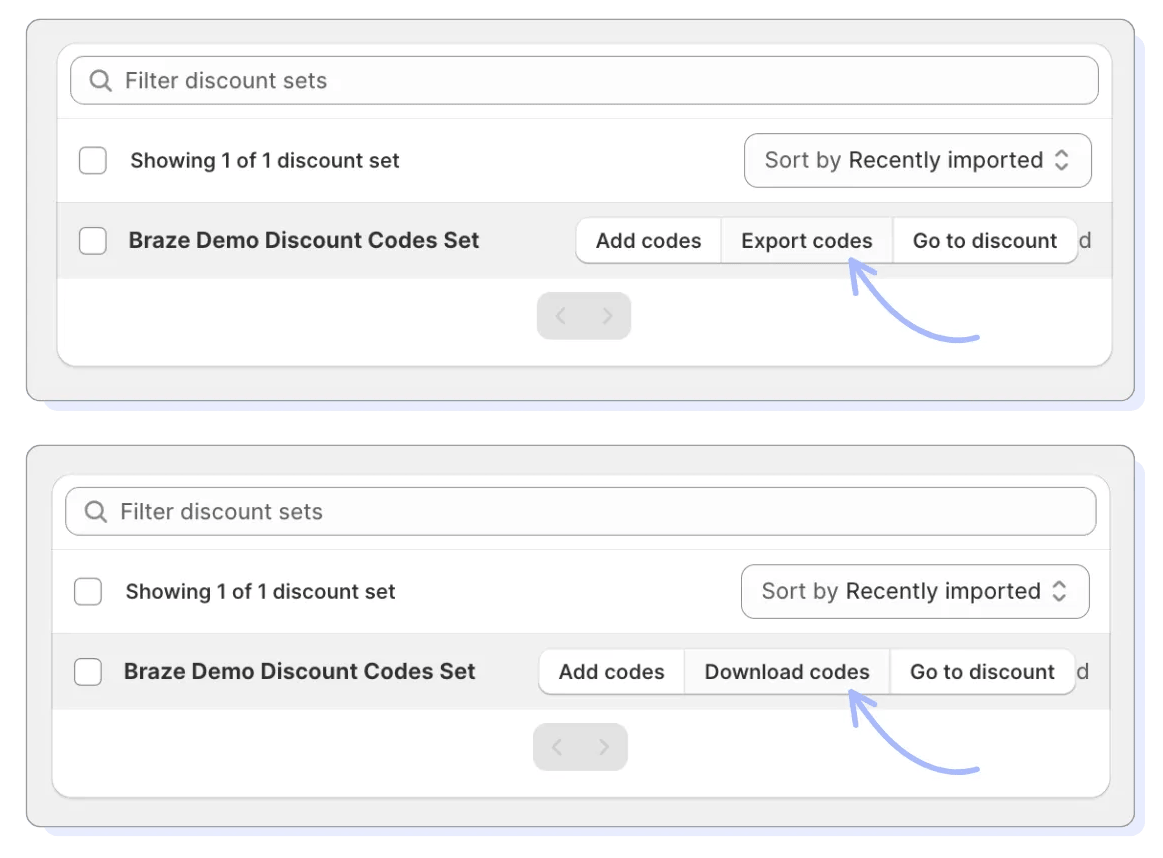 Filter discount sets
Showing 1 of 1 discount set Sort by Recently imported
Braze Demo Discount Codes Set Add codes Export codes Go to discount d
Filter discount sets
Showing 1 of 1 discount set Sort by Recently imported
Braze Demo Discount Codes Set Add codes Download codes Go to discount d